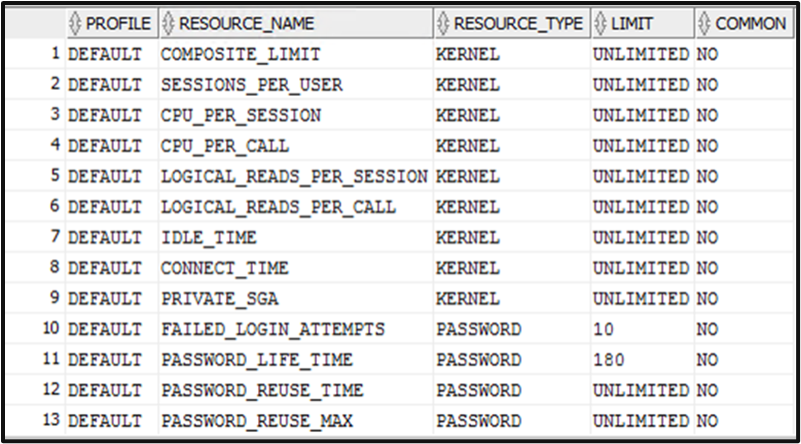 PROFILE RESOURCE_NAME RESOURCE_TYPE LIMIT COMMON
1 DEFAULT COMPOSITE_LIMIT KERNEL UNLIMITED NO
2 DEFAULT SESSIONS_PER_USER KERNEL UNLIMITED NO
3 DEFAULT CPU_PER_SESSION KERNEL UNLIMITED NO
4 DEFAULT CPU_PER_CALL KERNEL UNLIMITED NO
5 DEFAULT LOGICAL_READS_PER_SESSION KERNEL UNLIMITED NO
6 DEFAULT LOGICAL_READS_PER_CALL KERNEL UNLIMITED NO
7 DEFAULT IDLE_TIME KERNEL UNLIMITED NO
8 DEFAULT CONNECT_TIME KERNEL UNLIMITED NO
9 DEFAULT PRIVATE_SGA KERNEL UNLIMITED NO
10 DEFAULT FAILED_LOGIN_ATTEMPTS PASSWORD 10 NO
11 DEFAULT PASSWORD_LIFE_TIME PASSWORD 180 NO
12 DEFAULT PASSWORD_REUSE_TIME PASSWORD UNLIMITED NO
13 DEFAULT PASSWORD_REUSE_MAX PASSWORD UNLIMITED NO